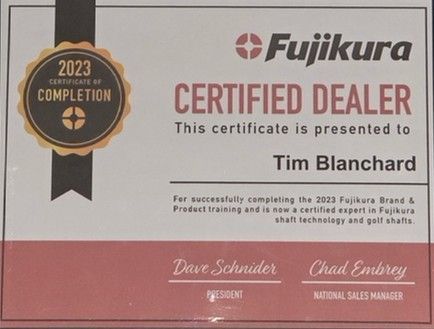 2023
CERTIFICATE OF
COMPLETION
Fujikura
CERTIFIED DEALER
This certificate is presented to
Tim Blanchard
For successfully completing the 2023 Fujikura Brand &
Product training and is now a certified expert in Fujikura
shaft technology and golf shafts.
Dave Schnider
PRESIDENT
Chad Embrey
NATIONAL SALES MANAGER